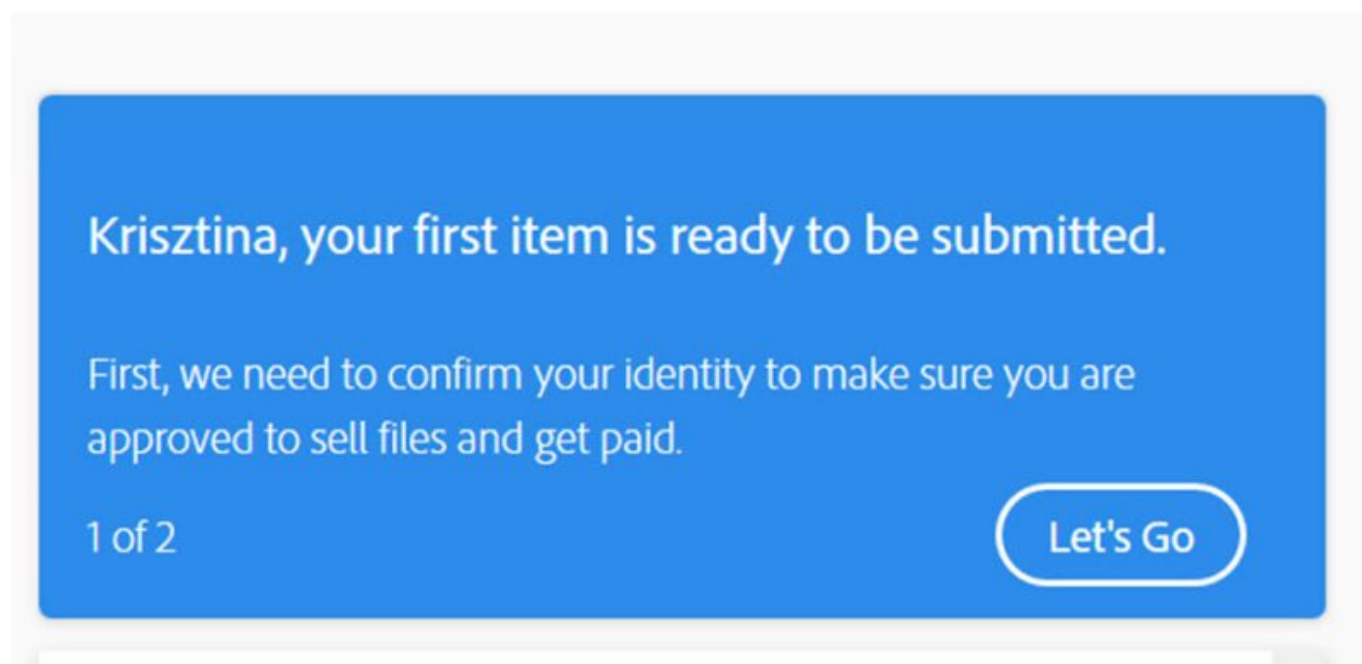 Krisztina, your first item is ready to be submitted.
First, we need to confirm your identity to make sure you are
approved to sell files and get paid.
1 of 2
Let's Go